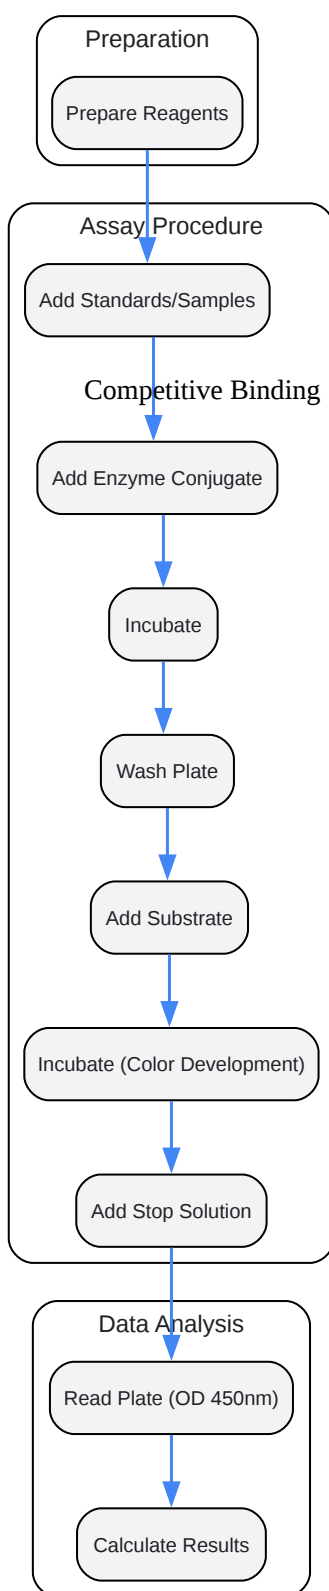 Preparation
Prepare Reagents
Assay Procedure
Add Standards/Samples
Competitive Binding
Add Enzyme Conjugate
Incubate
Wash Plate
Add Substrate
Incubate (Color Development)
Add Stop Solution
Data Analysis
Read Plate (OD 450nm)
Calculate Results